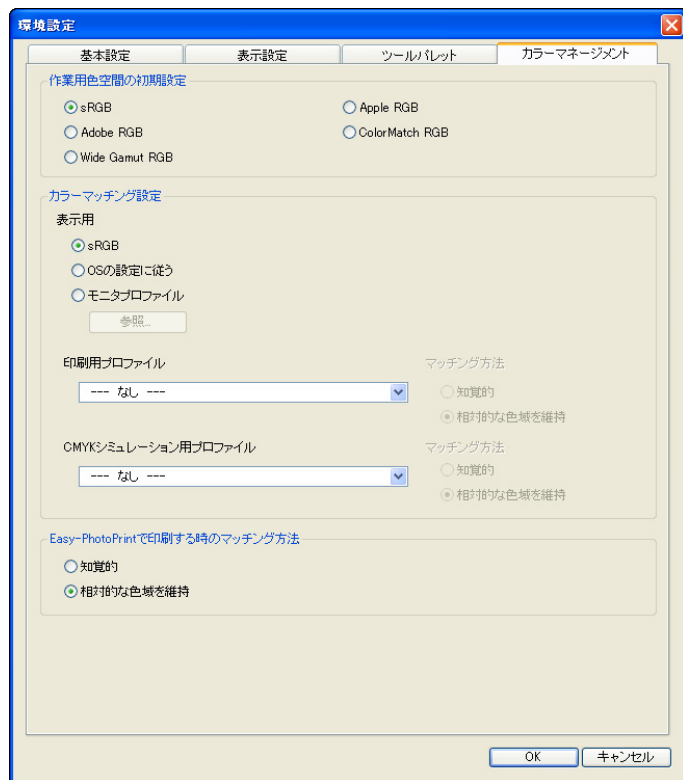 環境設定
基本設定 表示設定 ツールパレット カラーマネージメント
作業用色空間の初期設定
sRGB Apple RGB
Adobe RGB ColorMatch RGB
Wide Gamut RGB
カラーマッチング設定
表示用
sRGB
OSの設定に従う
モニタプロファイル
参照...
印刷用プロファイル マッチング方法
--- なし --- 知覚的
相対的な色域を維持
CMYKシミュレーション用プロファイル マッチング方法
--- なし --- 知覚的
相対的な色域を維持
Easy-PhotoPrintで印刷する時のマッチング方法
知覚的
相対的な色域を維持
OK キャンセル